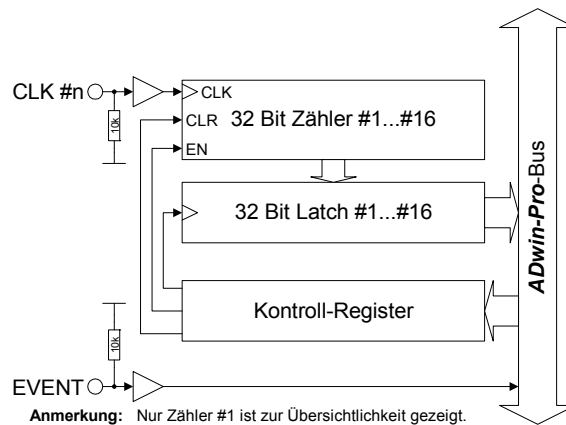 CLK #n
10k
CLK
CLR
EN
32 Bit Zähler #1...#16
32 Bit Latch #1...#16
Kontroll-Register
ADwin-Pro-Bus
10k
EVENT
Anmerkung: Nur Zähler #1 ist zur Übersichtlichkeit gezeigt.